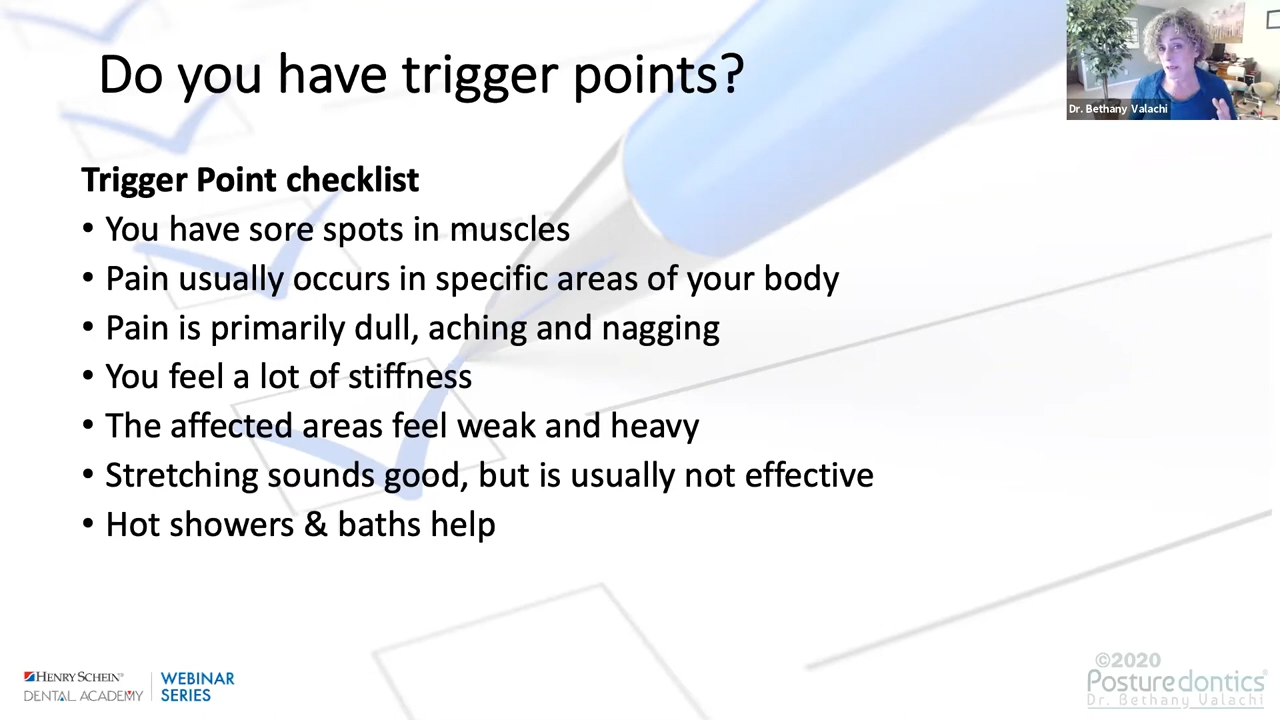 Do you have trigger points?
Dr. Bethany Valachi
Trigger Point checklist
• You have sore spots in muscles
• Pain usually occurs in specific areas of your body
• Pain is primarily dull, aching and nagging
• You feel a lot of stiffness
• The affected areas feel weak and heavy
• Stretching sounds good, but is usually not effective
• Hot showers & baths help
HENRY SCHEIN®
DENTAL ACADEMY
WEBINAR
SERIES
©2020
Posturedontics®
Dr. Bethany Valachi